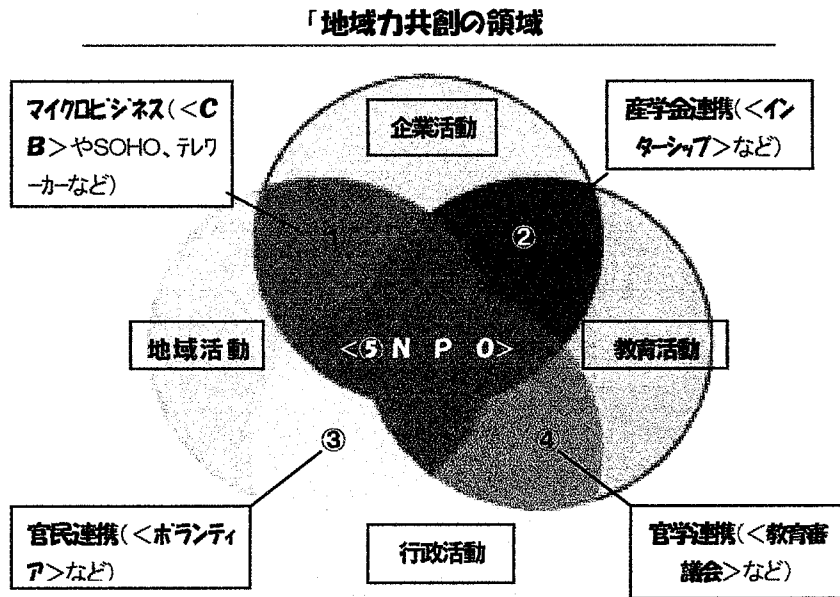 「地域力共創の領域
マイクロビジネス(<C
B>やSOHO、テレワ
ーカーなど)
企業活動
産学金連携(<イン
ターシップ>など)
1
②
地域活動
<⑤ＮＰＯ>
教育活動
③
4
官民連携(<ボランティ
ア>など)
行政活動
官学連携(<教育審
議会>など)